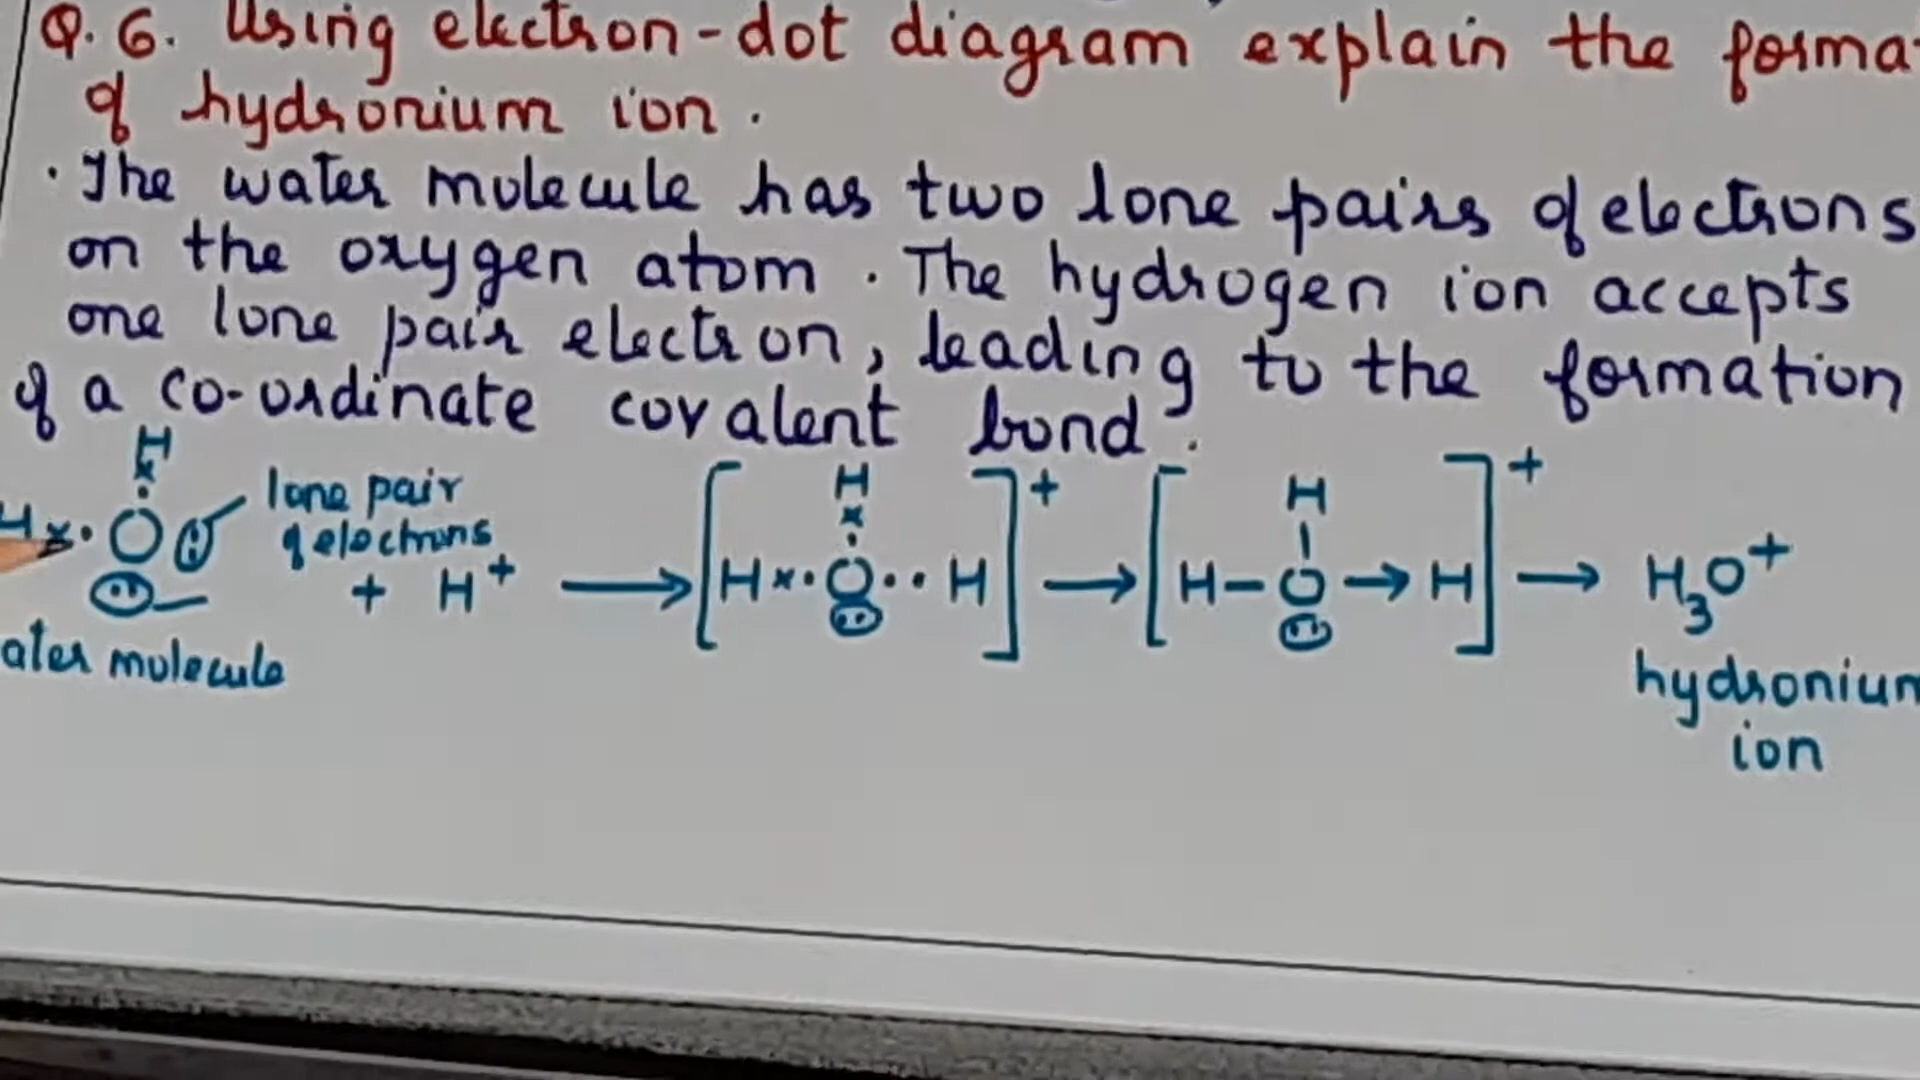 Q. 6. Using electron-dot diagram explain the forma
of hydronium ion.
· The water molecule has two lone pairs of electrons
on the oxygen atom. The hydrogen ion accepts
one lone pair electron, leading to the formation
of a co-ordinate covalent bond.
H
x
·
H x · O : lone pair of electrons
:
+ H+ → [H x · O · · H]+ → [H – O → H]+ → H3O+
ater molecule
hydronium
ion